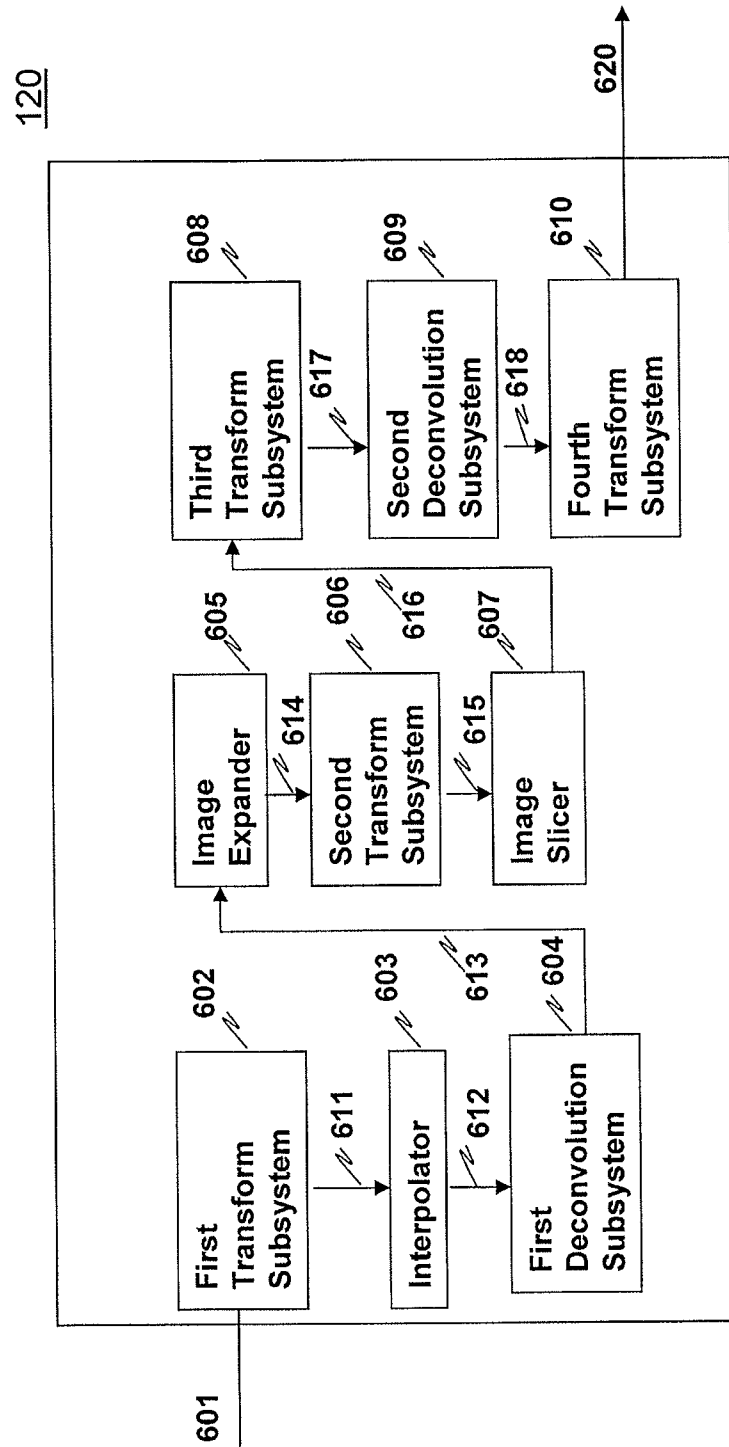 120
601
First
Transform
Subsystem
602
611
Interpolator
603
612
First
Deconvolution
Subsystem
604
613
Image
Expander
605
614
Second
Transform
Subsystem
606
615
Image
Slicer
607
616
Third
Transform
Subsystem
608
617
Second
Deconvolution
Subsystem
609
618
Fourth
Transform
Subsystem
610
620